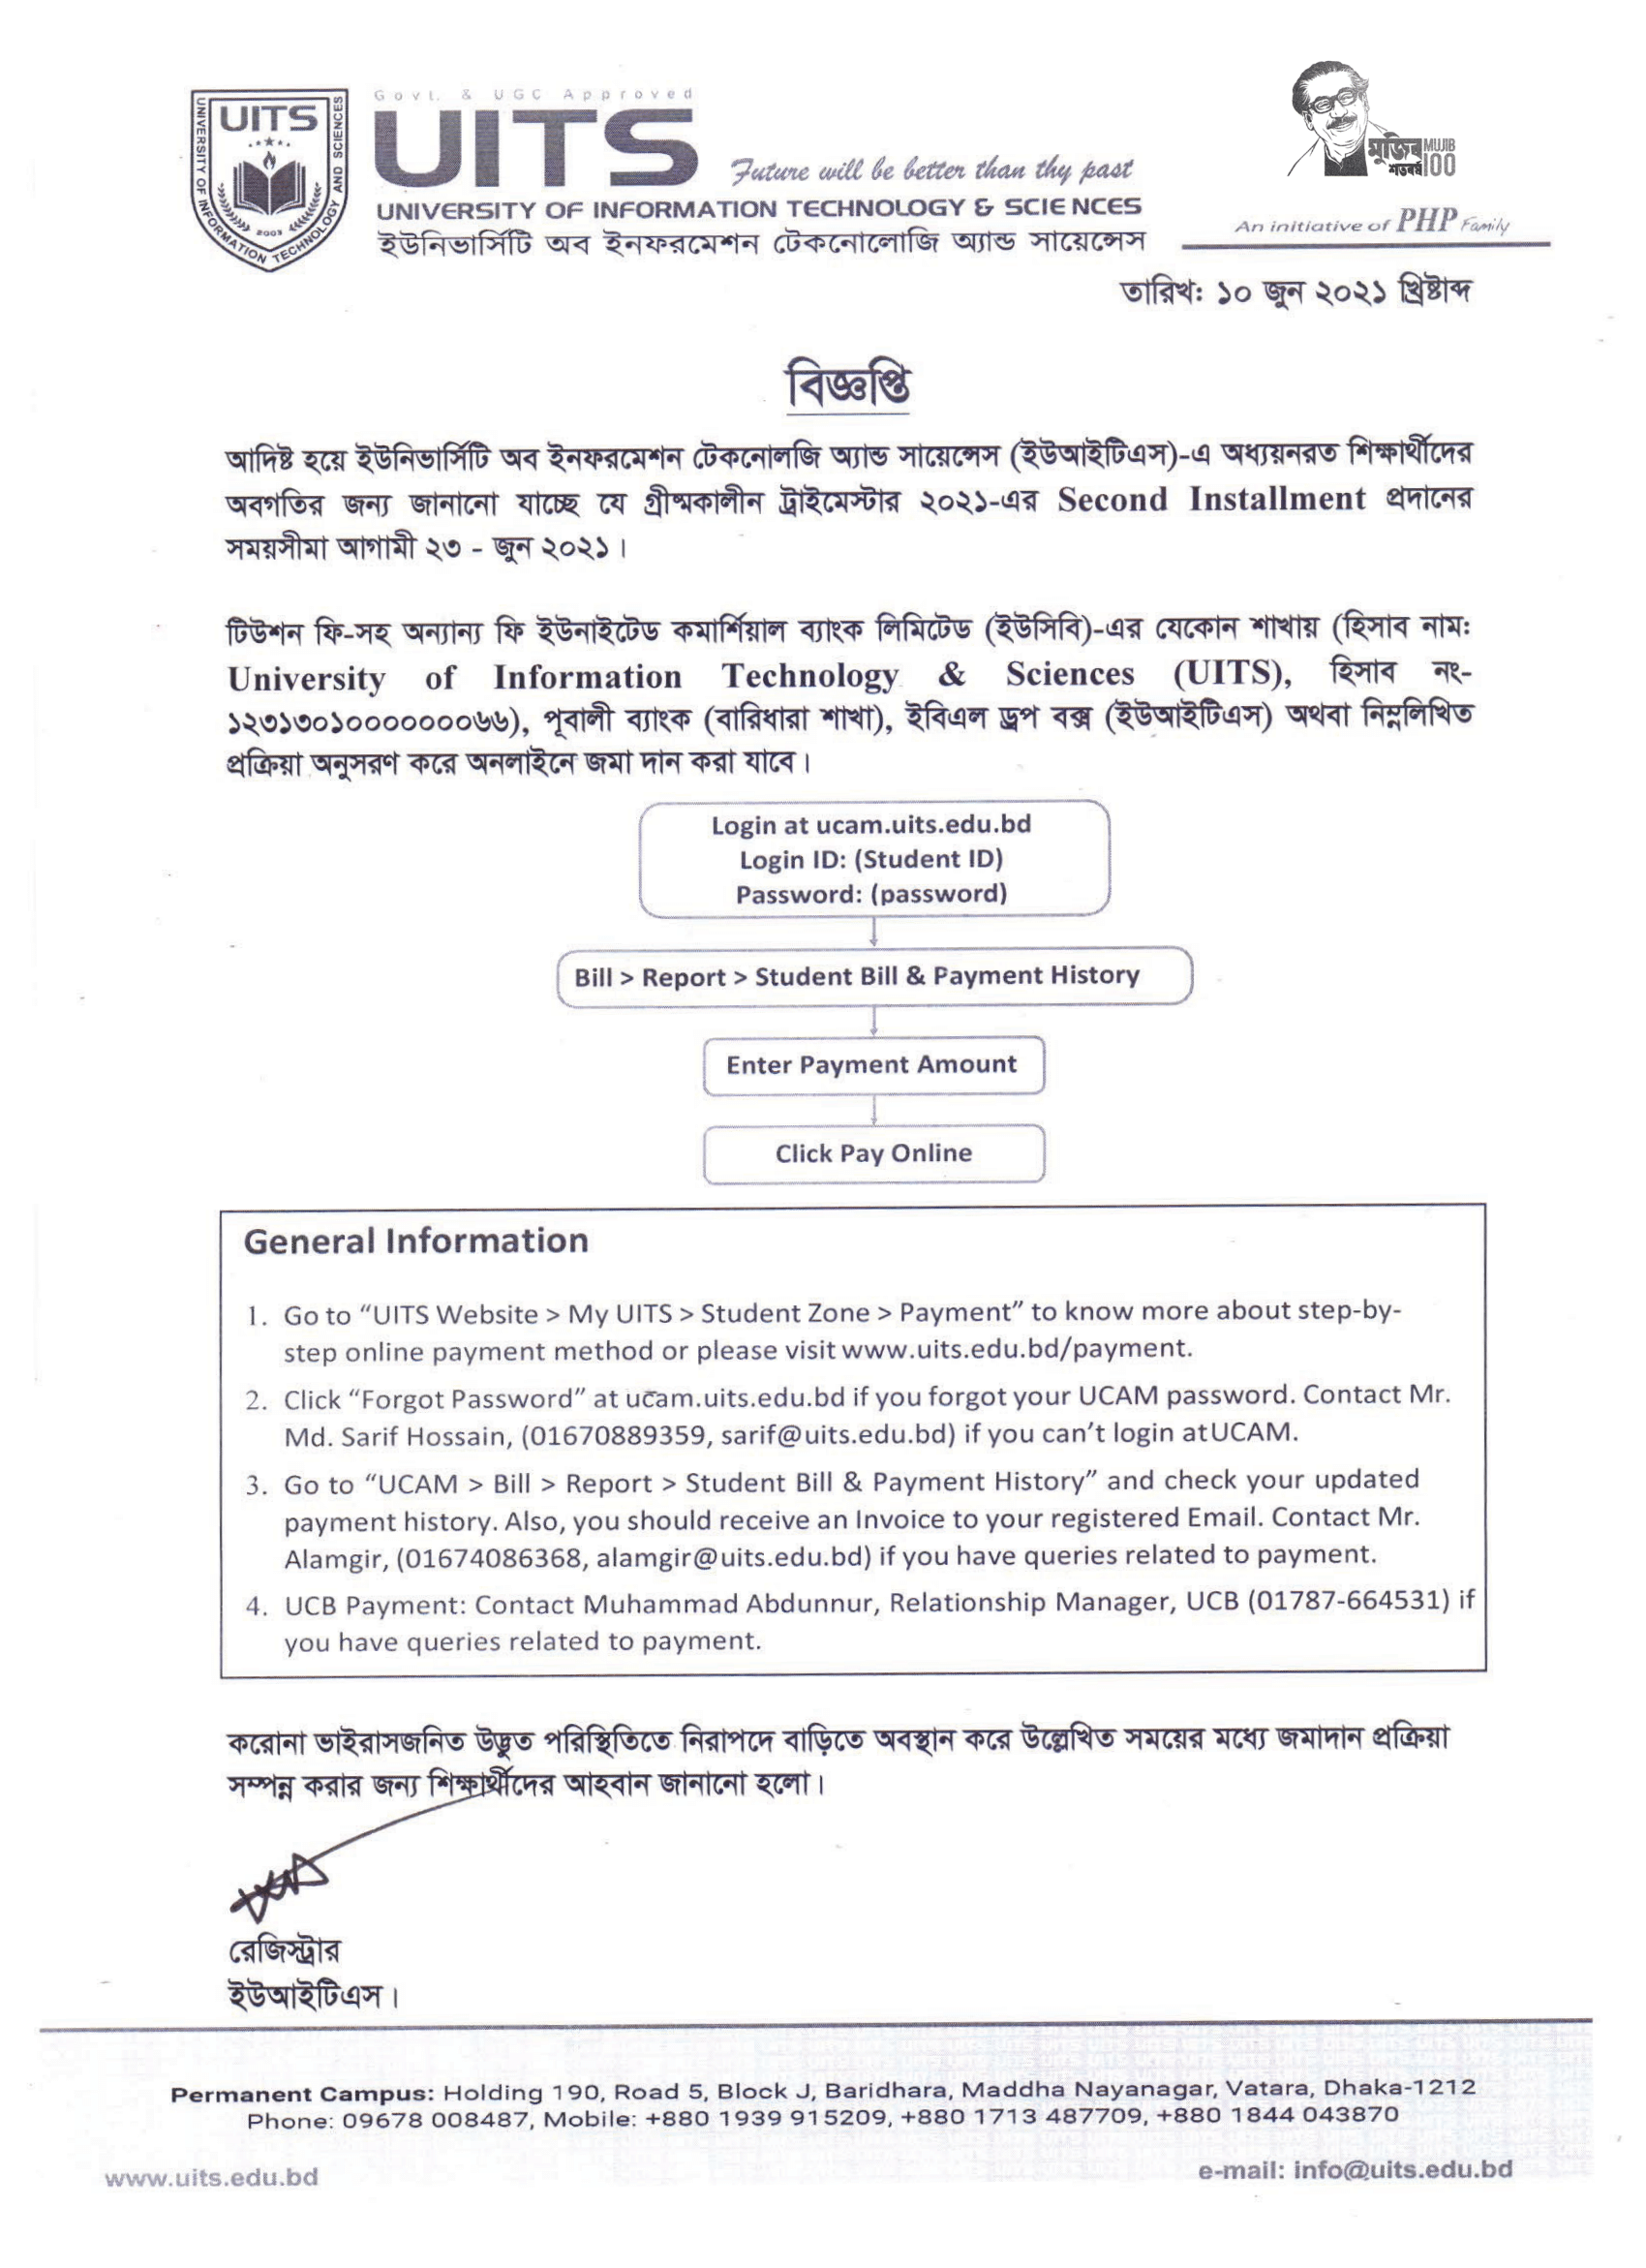 Govt. & UGC Approved
UITS
UNIVERSITY OF INFORMATION TECHNOLOGY AND SCIENCES
2003
UITS
Future will be better than thy past
UNIVERSITY OF INFORMATION TECHNOLOGY & SCIENCES
ইউনিভার্সিটি অব ইনফরমেশন টেকনোলোজি অ্যান্ড সায়েন্সেস
মুজিব MUJIB
শতবর্ষ 100
An initiative of PHP Family
তারিখঃ ১০ জুন ২০২১ খ্রিষ্টাব্দ
বিজ্ঞপ্তি
আদিষ্ট হয়ে ইউনিভার্সিটি অব ইনফরমেশন টেকনোলজি অ্যান্ড সায়েন্সেস (ইউআইটিএস)-এ অধ্যয়নরত শিক্ষার্থীদের
অবগতির জন্য জানানো যাচ্ছে যে গ্রীষ্মকালীন ট্রাইমেস্টার ২০২১-এর Second Installment প্রদানের
সময়সীমা আগামী ২৩ - জুন ২০২১।
টিউশন ফি-সহ অন্যান্য ফি ইউনাইটেড কমার্শিয়াল ব্যাংক লিমিটেড (ইউসিবি)-এর যেকোন শাখায় (হিসাব নাম:
University of Information Technology & Sciences (UITS), হিসাব নং-
১২৩১৩০১০০০০০০০৬৬), পূবালী ব্যাংক (বারিধারা শাখা), ইবিএল ড্রপ বক্স (ইউআইটিএস) অথবা নিম্নলিখিত
প্রক্রিয়া অনুসরণ করে অনলাইনে জমা দান করা যাবে।
Login at ucam.uits.edu.bd
Login ID: (Student ID)
Password: (password)
Bill > Report > Student Bill & Payment History
Enter Payment Amount
Click Pay Online
General Information
1. Go to “UITS Website > My UITS > Student Zone > Payment” to know more about step-by-
step online payment method or please visit www.uits.edu.bd/payment.
2. Click “Forgot Password” at ucam.uits.edu.bd if you forgot your UCAM password. Contact Mr.
Md. Sarif Hossain, (01670889359, sarif@uits.edu.bd) if you can’t login at UCAM.
3. Go to “UCAM > Bill > Report > Student Bill & Payment History” and check your updated
payment history. Also, you should receive an Invoice to your registered Email. Contact Mr.
Alamgir, (01674086368, alamgir@uits.edu.bd) if you have queries related to payment.
4. UCB Payment: Contact Muhammad Abdunnur, Relationship Manager, UCB (01787-664531) if
you have queries related to payment.
করোনা ভাইরাসজনিত উদ্ভুত পরিস্থিতিতে নিরাপদে বাড়িতে অবস্থান করে উল্লেখিত সময়ের মধ্যে জমাদান প্রক্রিয়া
সম্পন্ন করার জন্য শিক্ষার্থীদের আহবান জানানো হলো।
রেজিস্ট্রার
ইউআইটিএস।
Permanent Campus: Holding 190, Road 5, Block J, Baridhara, Maddha Nayanagar, Vatara, Dhaka-1212
Phone: 09678 008487, Mobile: +880 1939 915209, +880 1713 487709, +880 1844 043870
www.uits.edu.bd
e-mail: info@uits.edu.bd